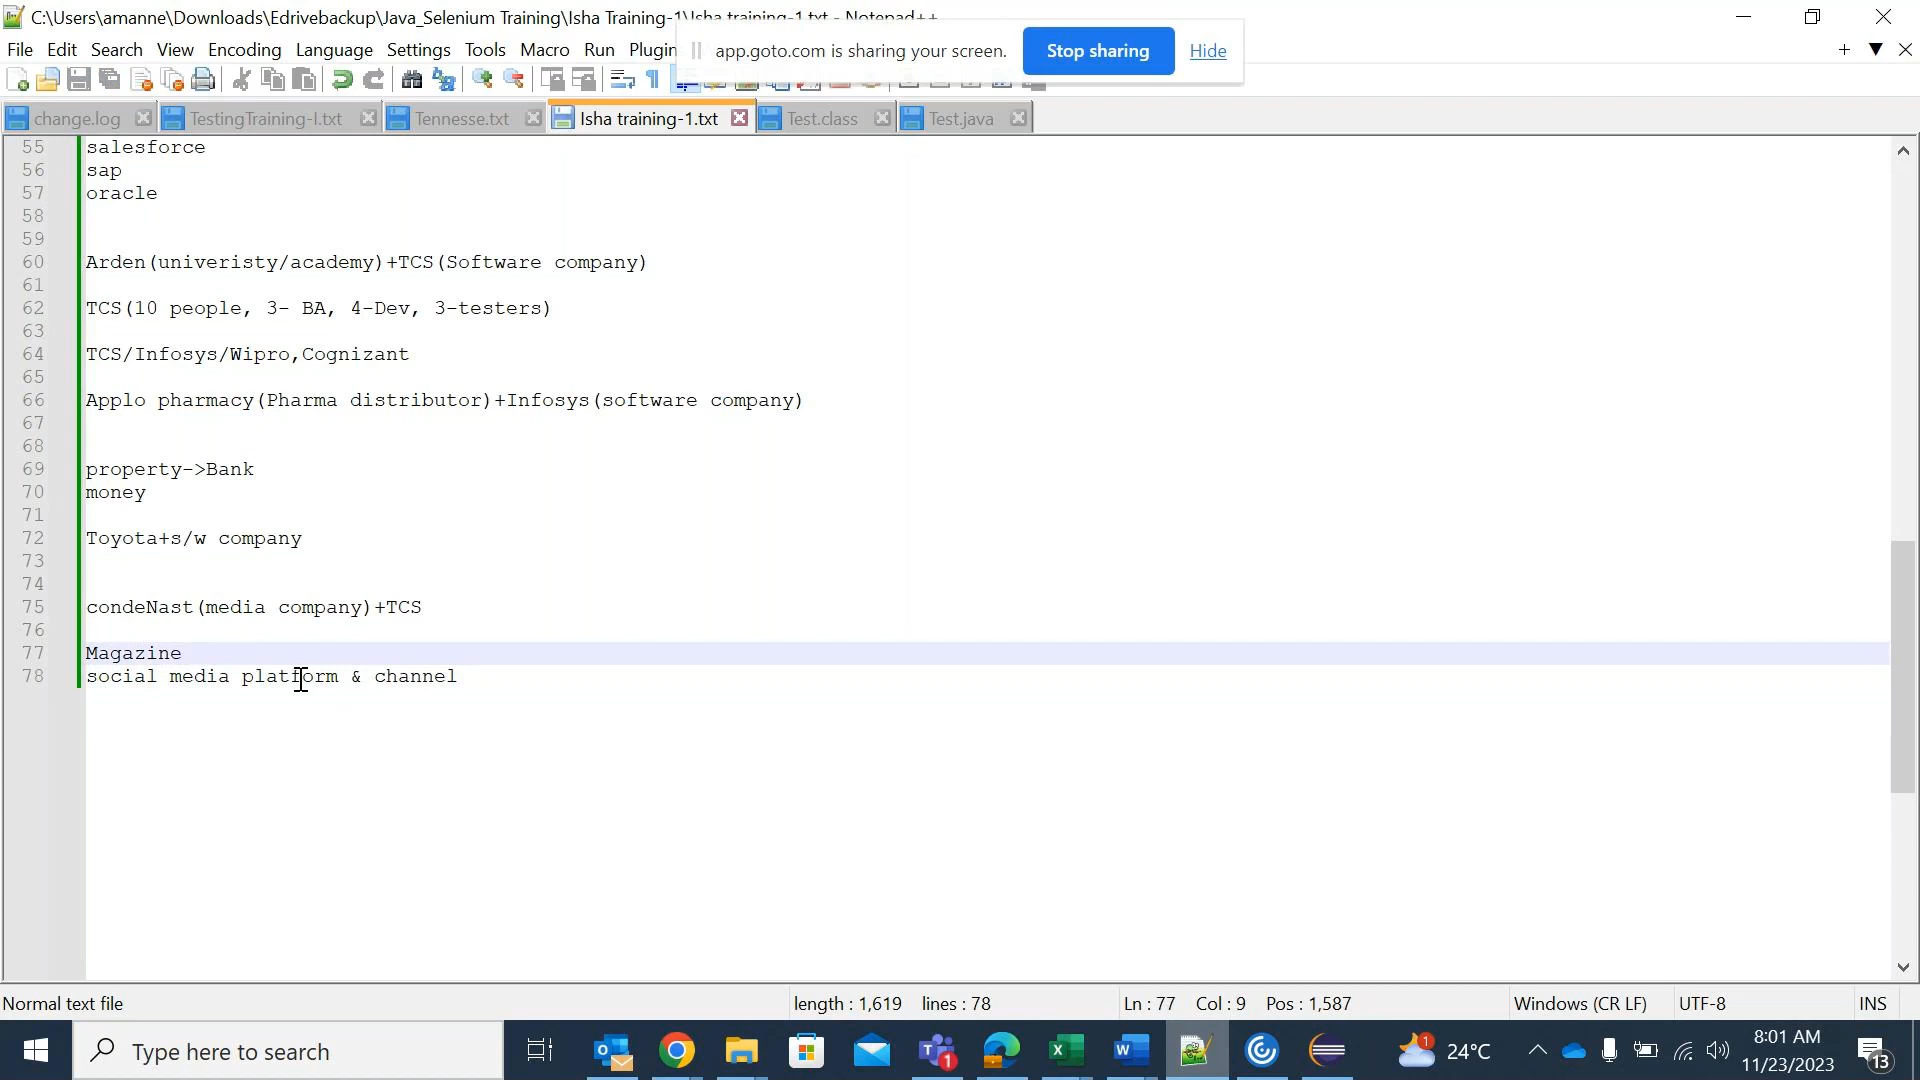 C:\Users\amanne\Downloads\Edrivebackup\Java_Selenium Training\Isha Training-1\Isha training-1.txt - Notepad++
File Edit Search View Encoding Language Settings Tools Macro Run Plugin
app.goto.com is sharing your screen. Stop sharing Hide
change.log TestingTraining-I.txt Tennesse.txt Isha training-1.txt Test.class Test.java
55 salesforce
56 sap
57 oracle
58
59
60 Arden(univeristy/academy)+TCS(Software company)
61
62 TCS(10 people, 3- BA, 4-Dev, 3-testers)
63
64 TCS/Infosys/Wipro,Cognizant
65
66 Applo pharmacy(Pharma distributor)+Infosys(software company)
67
68
69 property->Bank
70 money
71
72 Toyota+s/w company
73
74
75 condeNast(media company)+TCS
76
77 Magazine
78 social media platform & channel
Normal text file length : 1,619 lines : 78 Ln : 77 Col : 9 Pos : 1,587 Windows (CR LF) UTF-8 INS
Type here to search 1 1 24°C 8:01 AM 13
11/23/2023